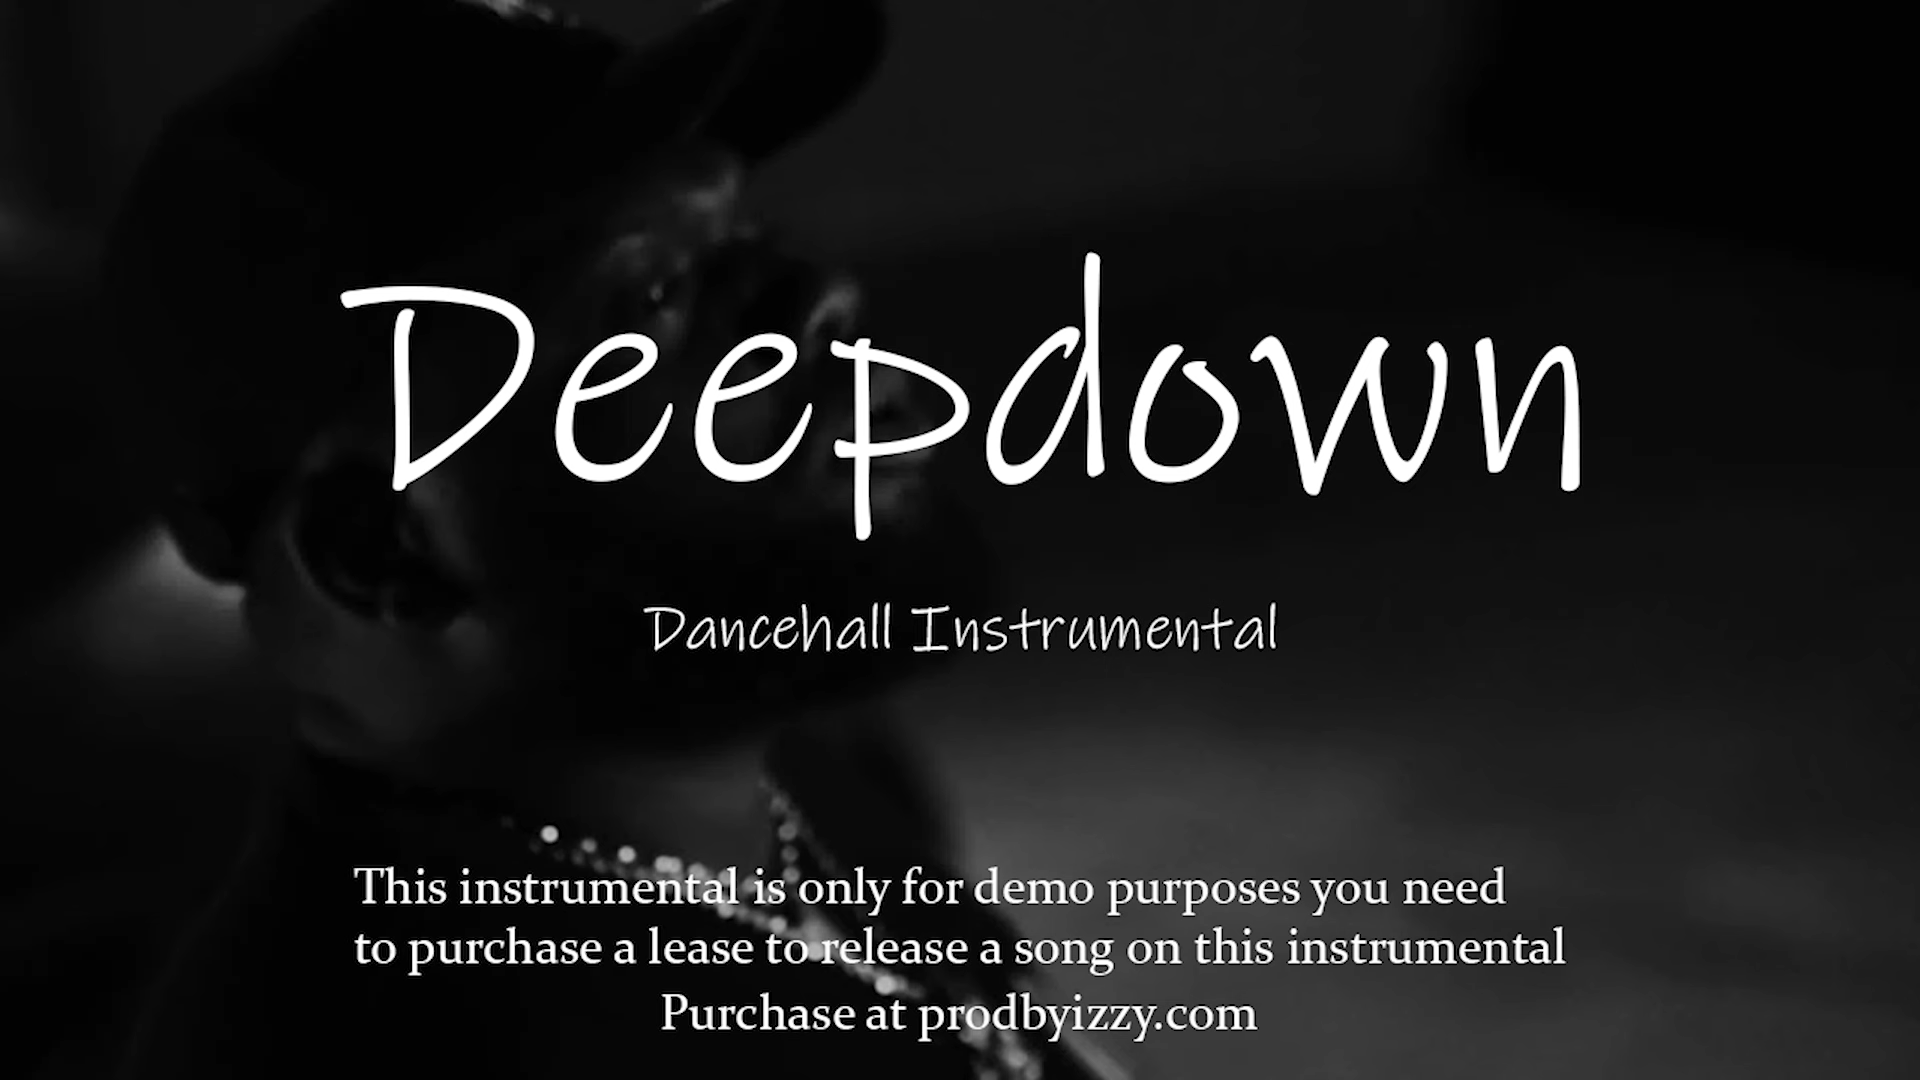 Deepdown
Dancehall Instrumental
This instrumental is only for demo purposes you need
to purchase a lease to release a song on this instrumental
Purchase at prodbyizzy.com